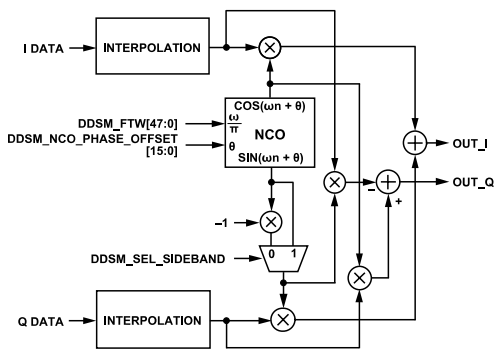 I DATA
INTERPOLATION
COS(ωn + θ)
DDSM_FTW[47:0]
ω
π
NCO
DDSM_NCO_PHASE_OFFSET
[15:0]
θ
SIN(ωn + θ)
OUT_I
–
+
OUT_Q
–1
0 1
DDSM_SEL_SIDEBAND
Q DATA
INTERPOLATION